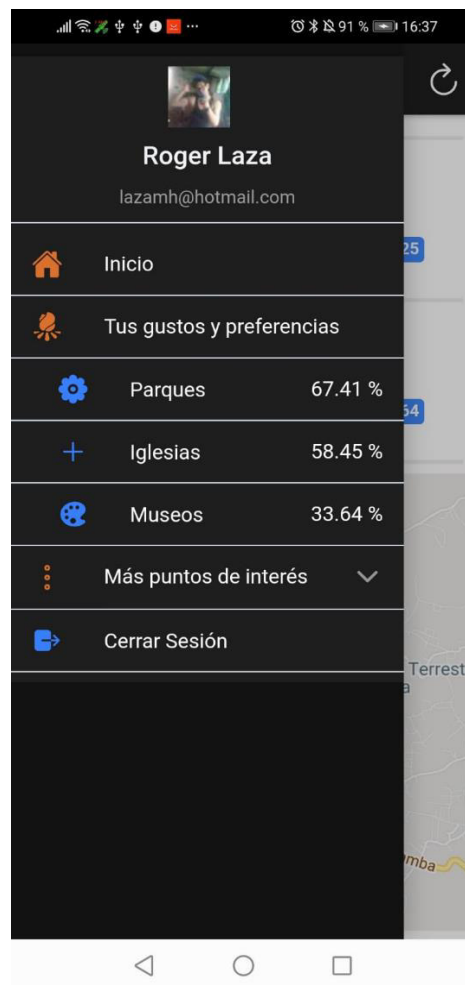 91 % 16:37
Roger Laza
lazamh@hotmail.com
Inicio
25
Tus gustos y preferencias
Parques 67.41 %
64
Iglesias 58.45 %
Museos 33.64 %
Más puntos de interés
Cerrar Sesión
Terrest
a
mba